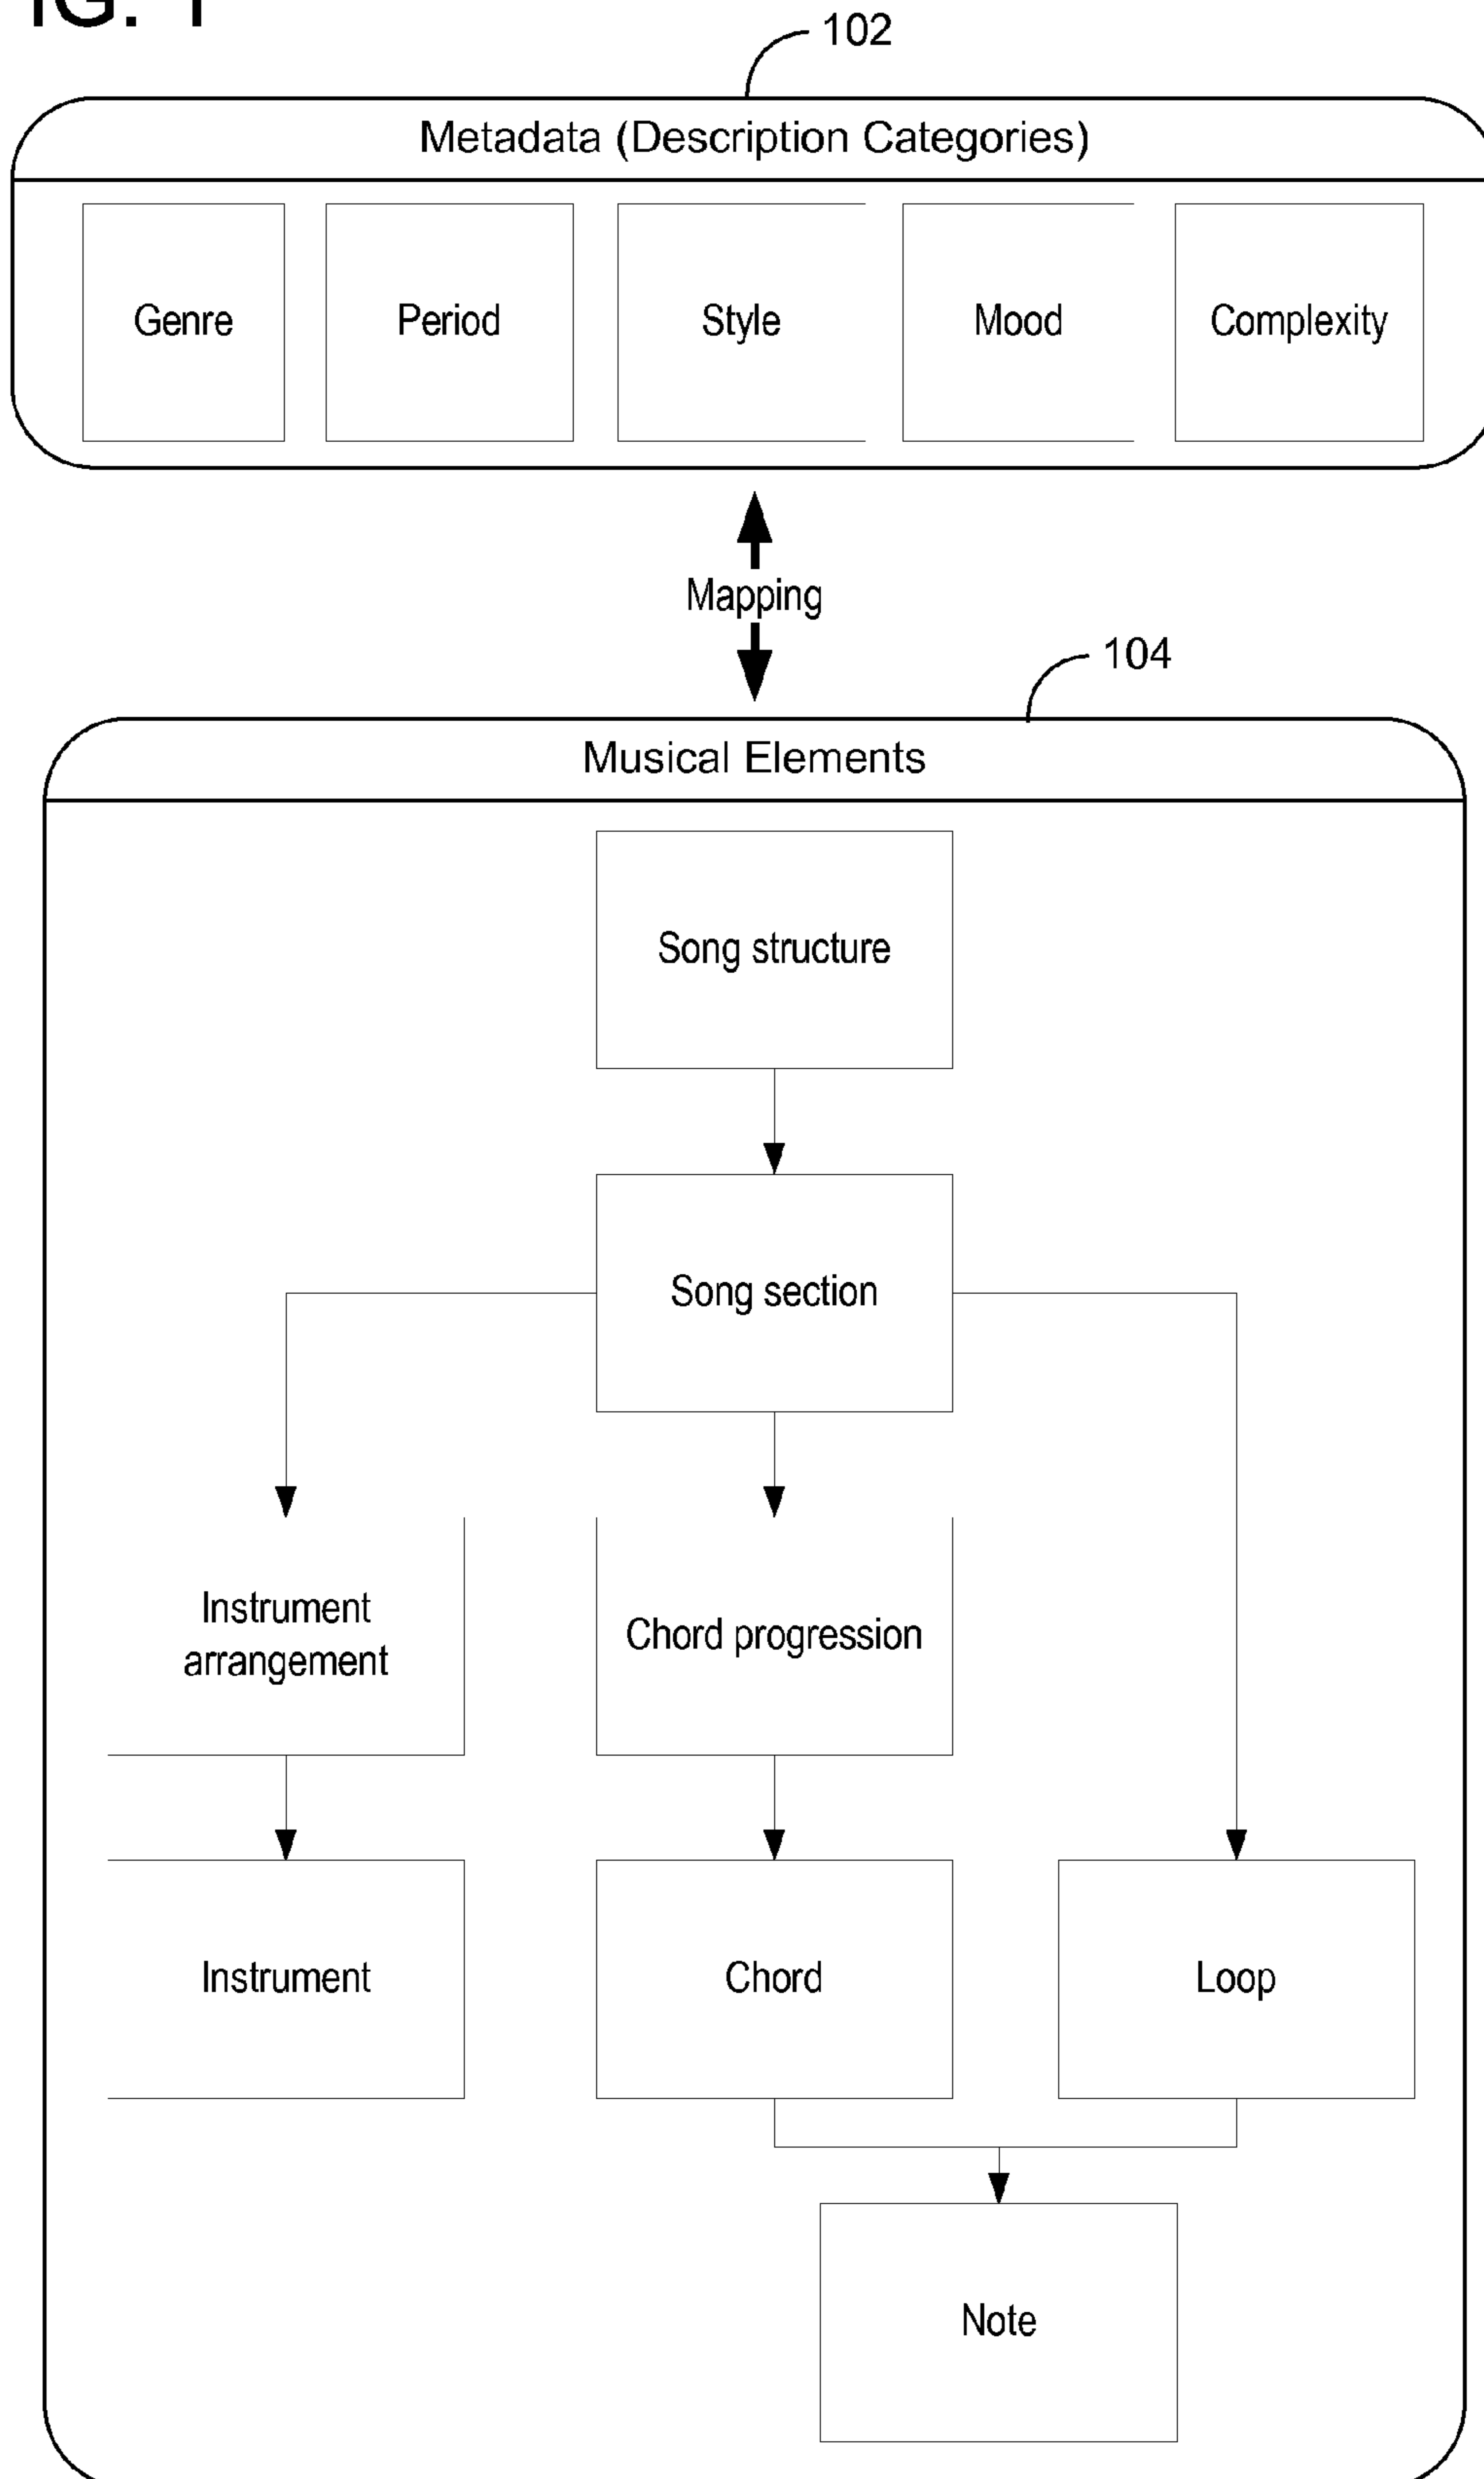 FIG. 1
102
Metadata (Description Categories)
Genre
Period
Style
Mood
Complexity
Mapping
104
Musical Elements
Song structure
Song section
Instrument
arrangement
Chord progression
Instrument
Chord
Loop
Note